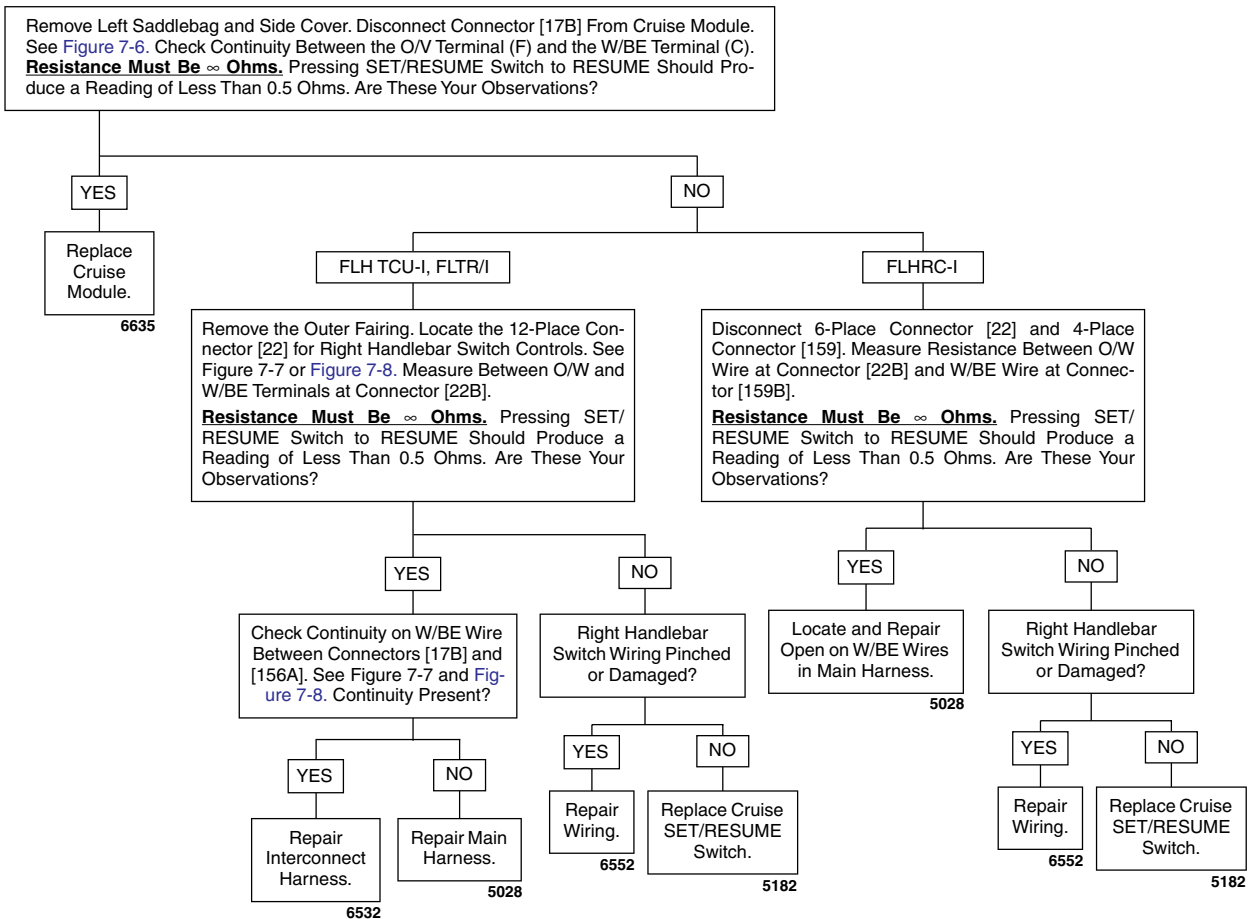 Remove Left Saddlebag and Side Cover. Disconnect Connector [17B] From Cruise Module.
See Figure 7-6. Check Continuity Between the O/V Terminal (F) and the W/BE Terminal (C).
Resistance Must Be ∞ Ohms. Pressing SET/RESUME Switch to RESUME Should Pro-
duce a Reading of Less Than 0.5 Ohms. Are These Your Observations?
YES
NO
Replace
Cruise
Module.
6635
FLH TCU-I, FLTR/I
FLHRC-I
Remove the Outer Fairing. Locate the 12-Place Con-
nector [22] for Right Handlebar Switch Controls. See
Figure 7-7 or Figure 7-8. Measure Between O/W and
W/BE Terminals at Connector [22B].
Resistance Must Be ∞ Ohms. Pressing SET/
RESUME Switch to RESUME Should Produce a
Reading of Less Than 0.5 Ohms. Are These Your
Observations?
Disconnect 6-Place Connector [22] and 4-Place
Connector [159]. Measure Resistance Between O/W
Wire at Connector [22B] and W/BE Wire at Connec-
tor [159B].
Resistance Must Be ∞ Ohms. Pressing SET/
RESUME Switch to RESUME Should Produce a
Reading of Less Than 0.5 Ohms. Are These Your
Observations?
YES
NO
YES
NO
Check Continuity on W/BE Wire
Between Connectors [17B] and
[156A]. See Figure 7-7 and Fig-
ure 7-8. Continuity Present?
Right Handlebar
Switch Wiring Pinched
or Damaged?
Locate and Repair
Open on W/BE Wires
in Main Harness.
5028
Right Handlebar
Switch Wiring Pinched
or Damaged?
YES
NO
YES
NO
YES
NO
Repair
Interconnect
Harness.
6532
Repair Main
Harness.
5028
Repair
Wiring.
6552
Replace Cruise
SET/RESUME
Switch.
5182
Repair
Wiring.
6552
Replace Cruise
SET/RESUME
Switch.
5182